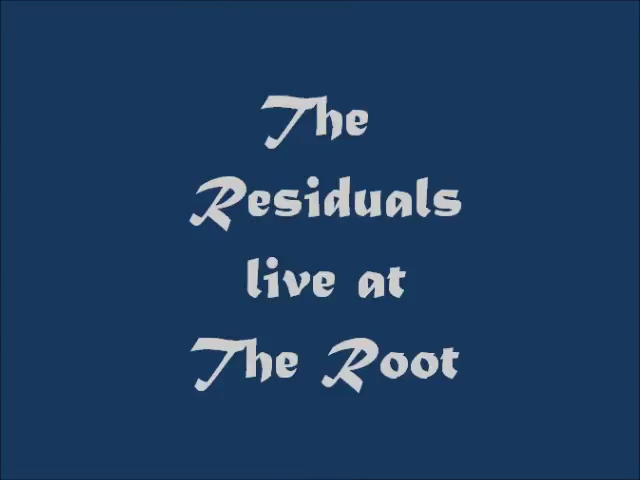 The
Residuals
live at
The Root